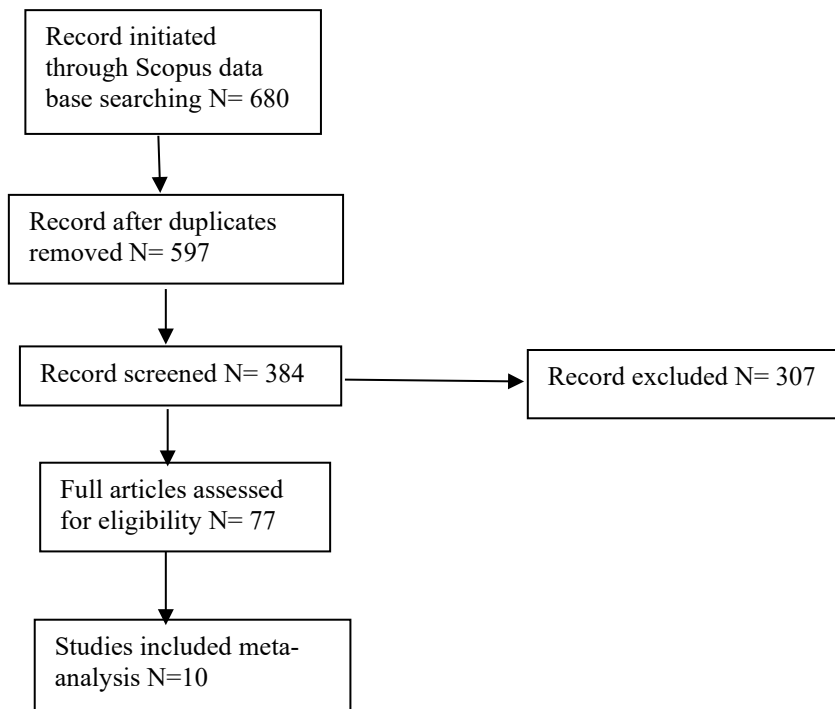 Record initiated
through Scopus data
base searching N= 680
Record after duplicates
removed N= 597
Record screened N= 384
Record excluded N= 307
Full articles assessed
for eligibility N= 77
Studies included meta-
analysis N=10